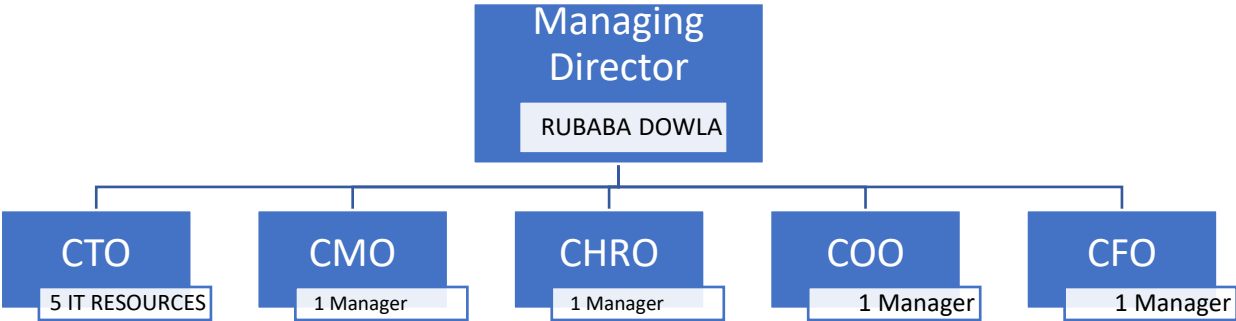 Managing
Director
RUBABA DOWLA
CTO
5 IT RESOURCES
CMO
1 Manager
CHRO
1 Manager
COO
1 Manager
CFO
1 Manager